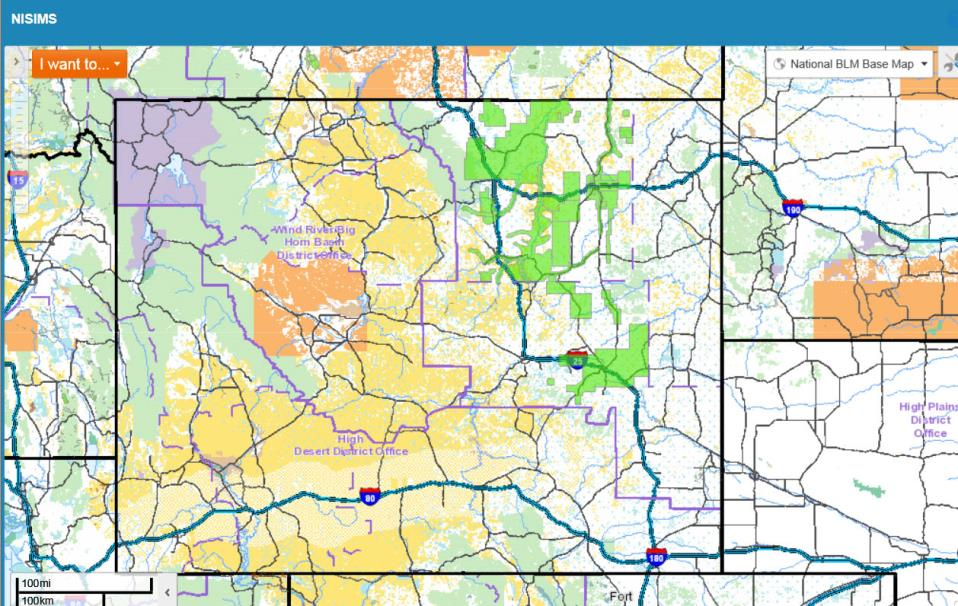 NISIMS
I want to...
National BLM Base Map
15
190
Wind River/Big
Horn Basin
District Office
25
High Plains
District
Office
High
Desert District Office
80
180
100mi
100km
Fort